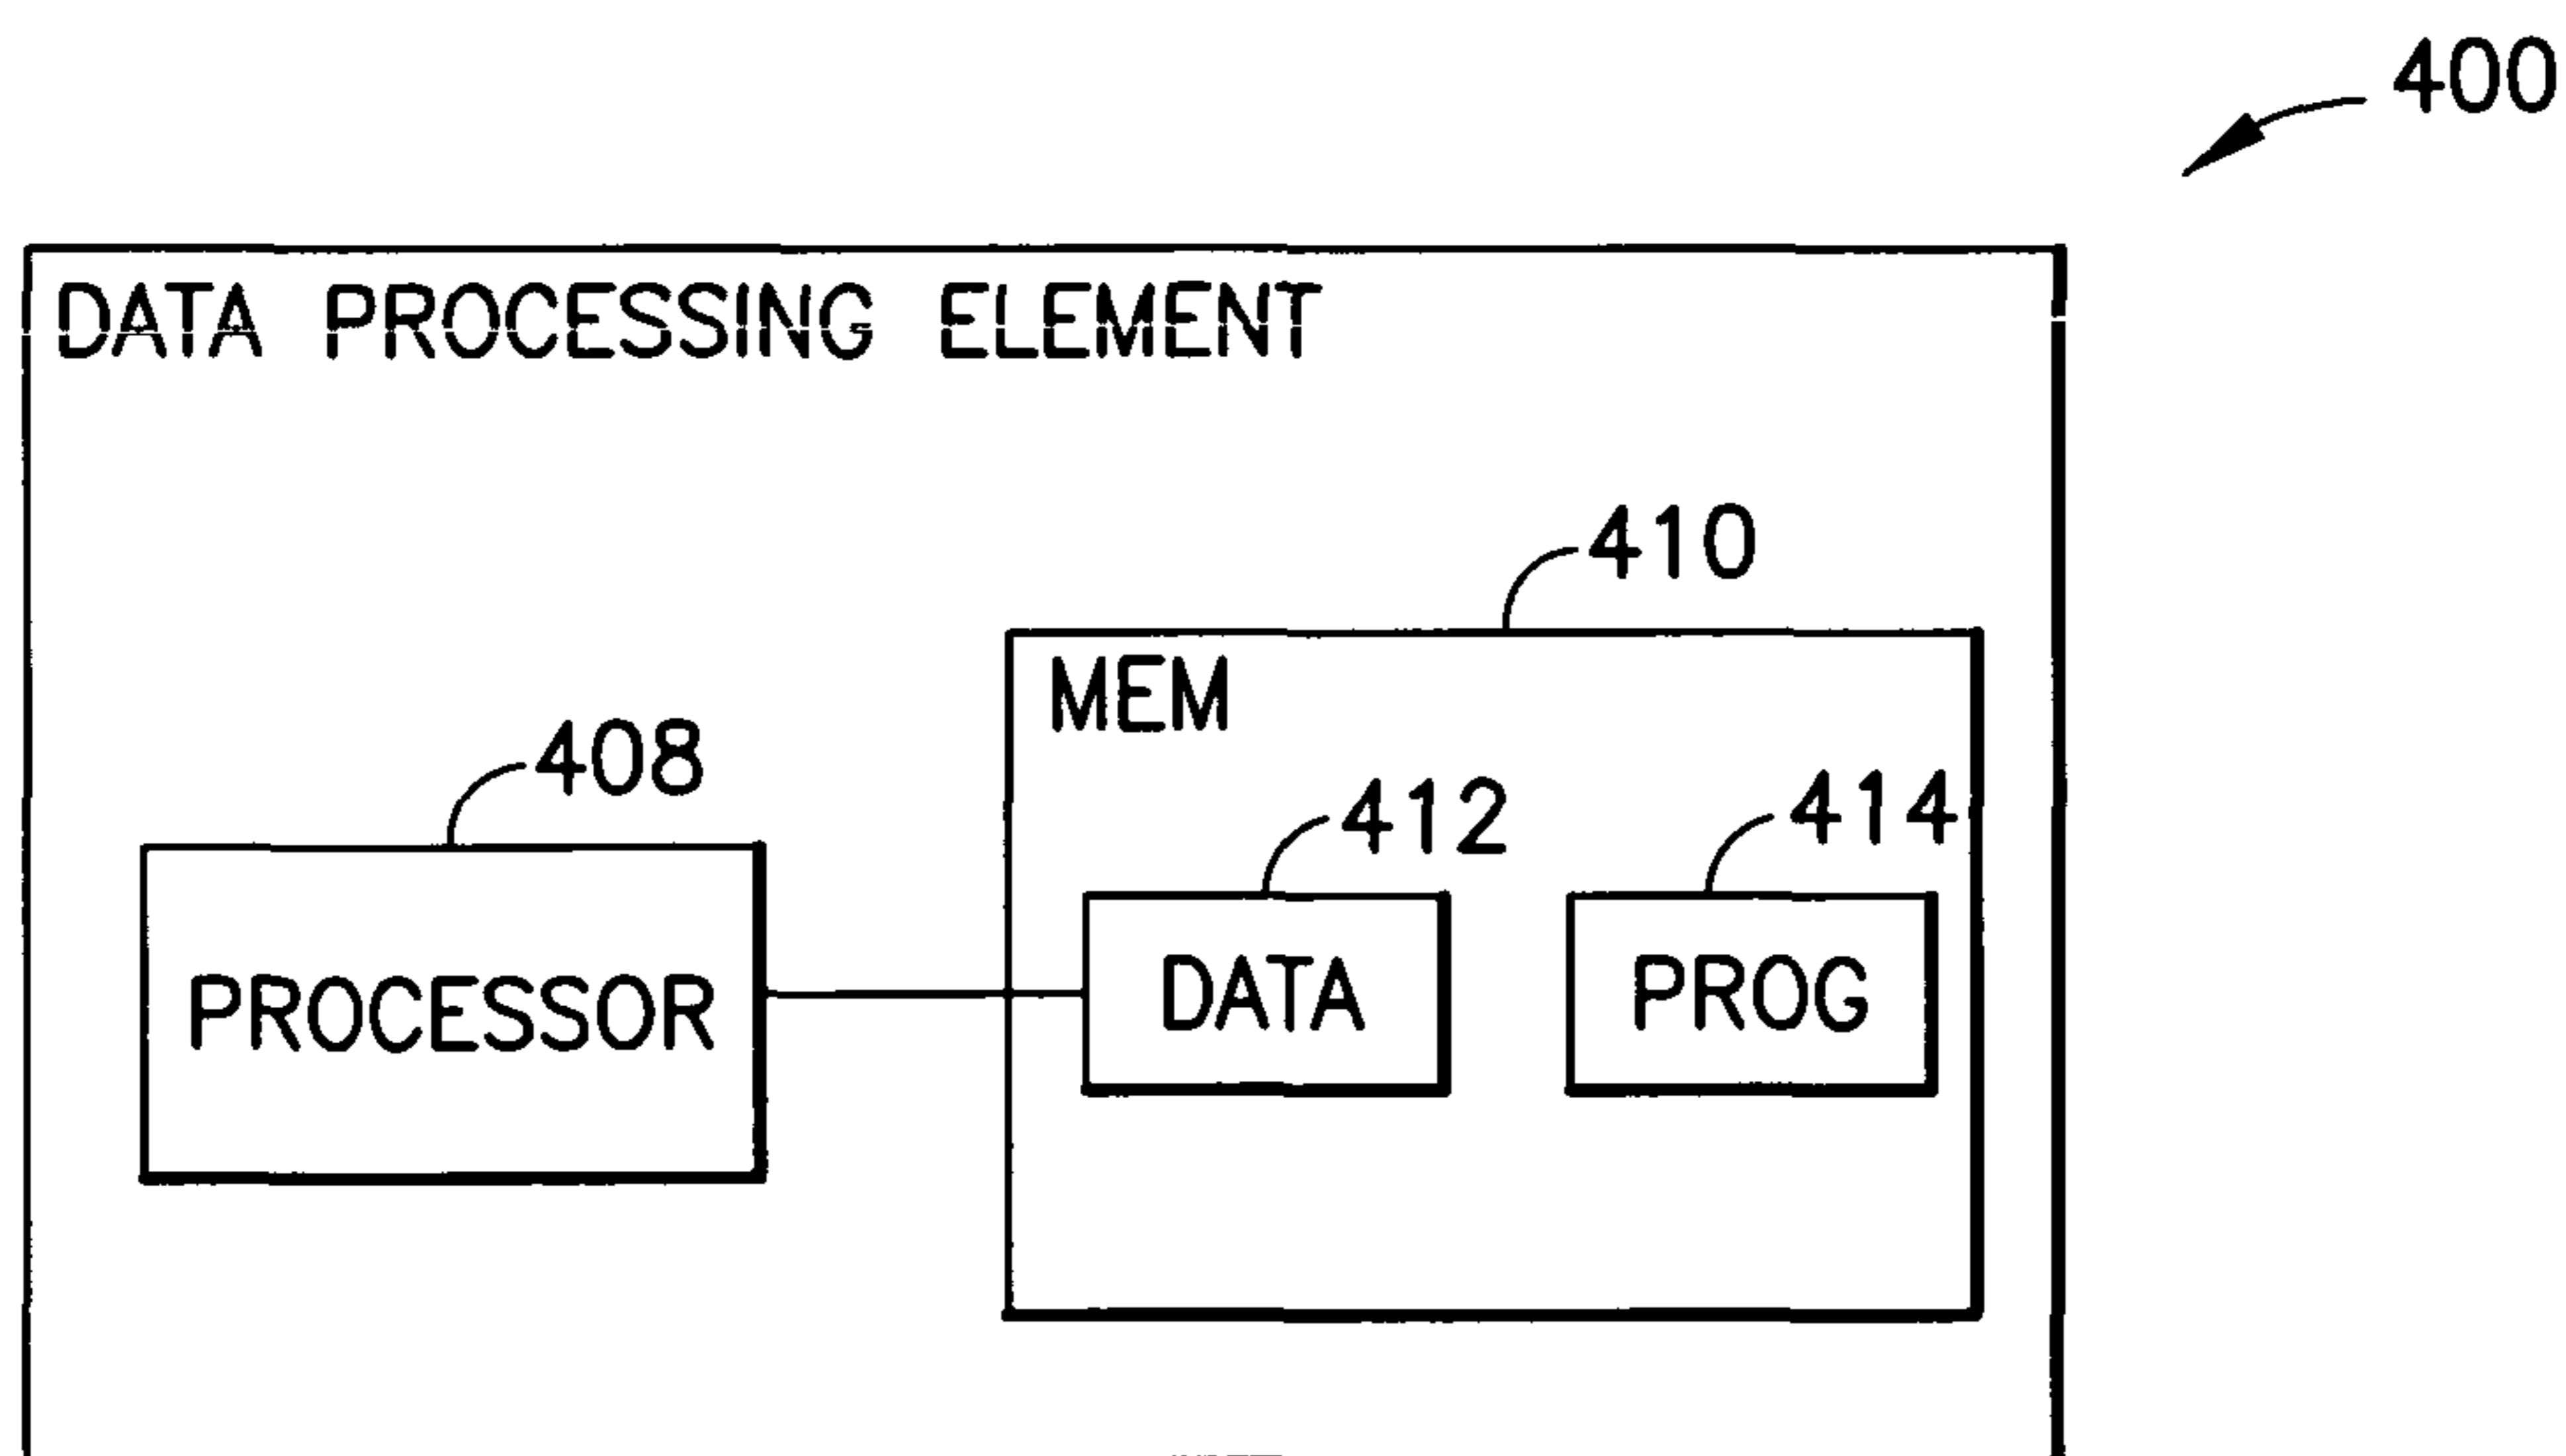 400
DATA PROCESSING ELEMENT
410
MEM
408
412
414
PROCESSOR
DATA
PROG